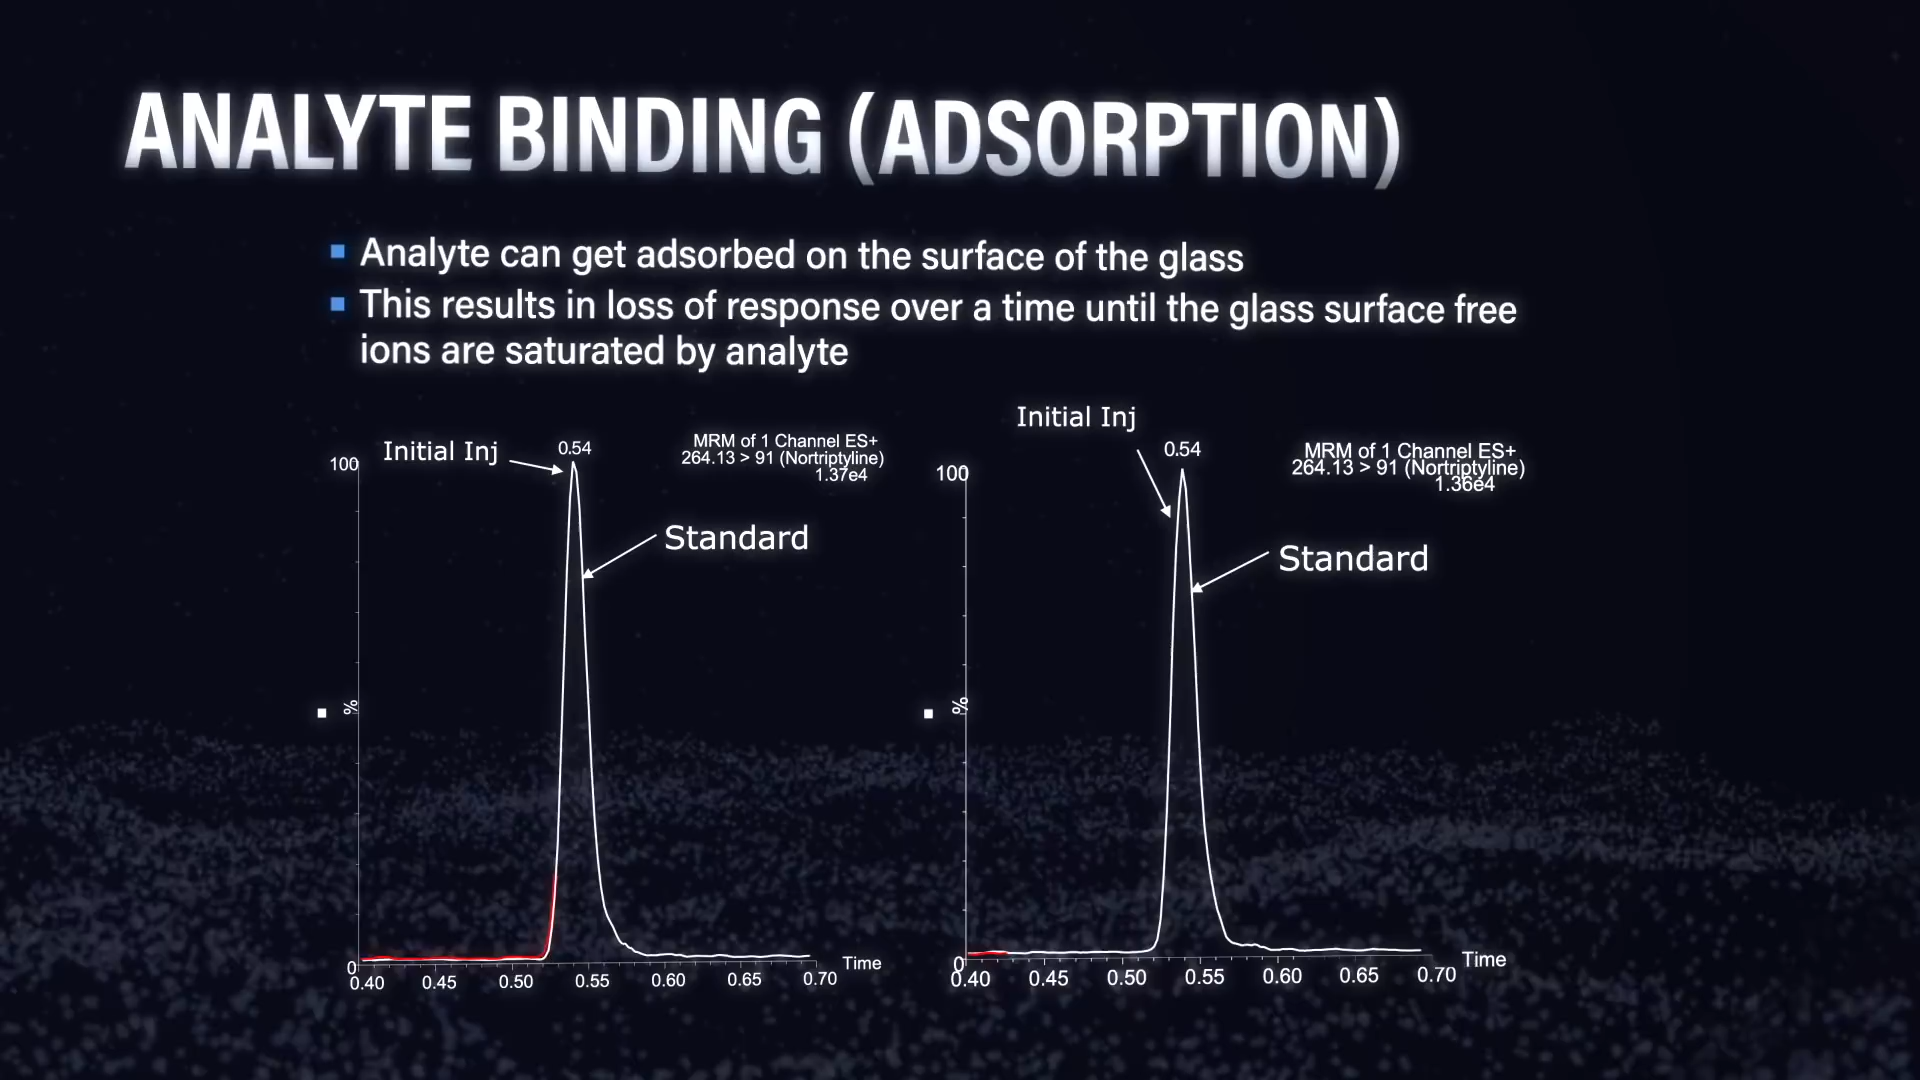 ANALYTE BINDING (ADSORPTION)
Analyte can get adsorbed on the surface of the glass
This results in loss of response over a time until the glass surface free
ions are saturated by analyte
Initial Inj
0.54
MRM of 1 Channel ES+
264.13 > 91 (Nortriptyline)
1.37e4
100
Standard
%
0
0.40 0.45 0.50 0.55 0.60 0.65 0.70
Time
Initial Inj
0.54
MRM of 1 Channel ES+
264.13 > 91 (Nortriptyline)
1.36e4
100
Standard
%
0
0.40 0.45 0.50 0.55 0.60 0.65 0.70
Time